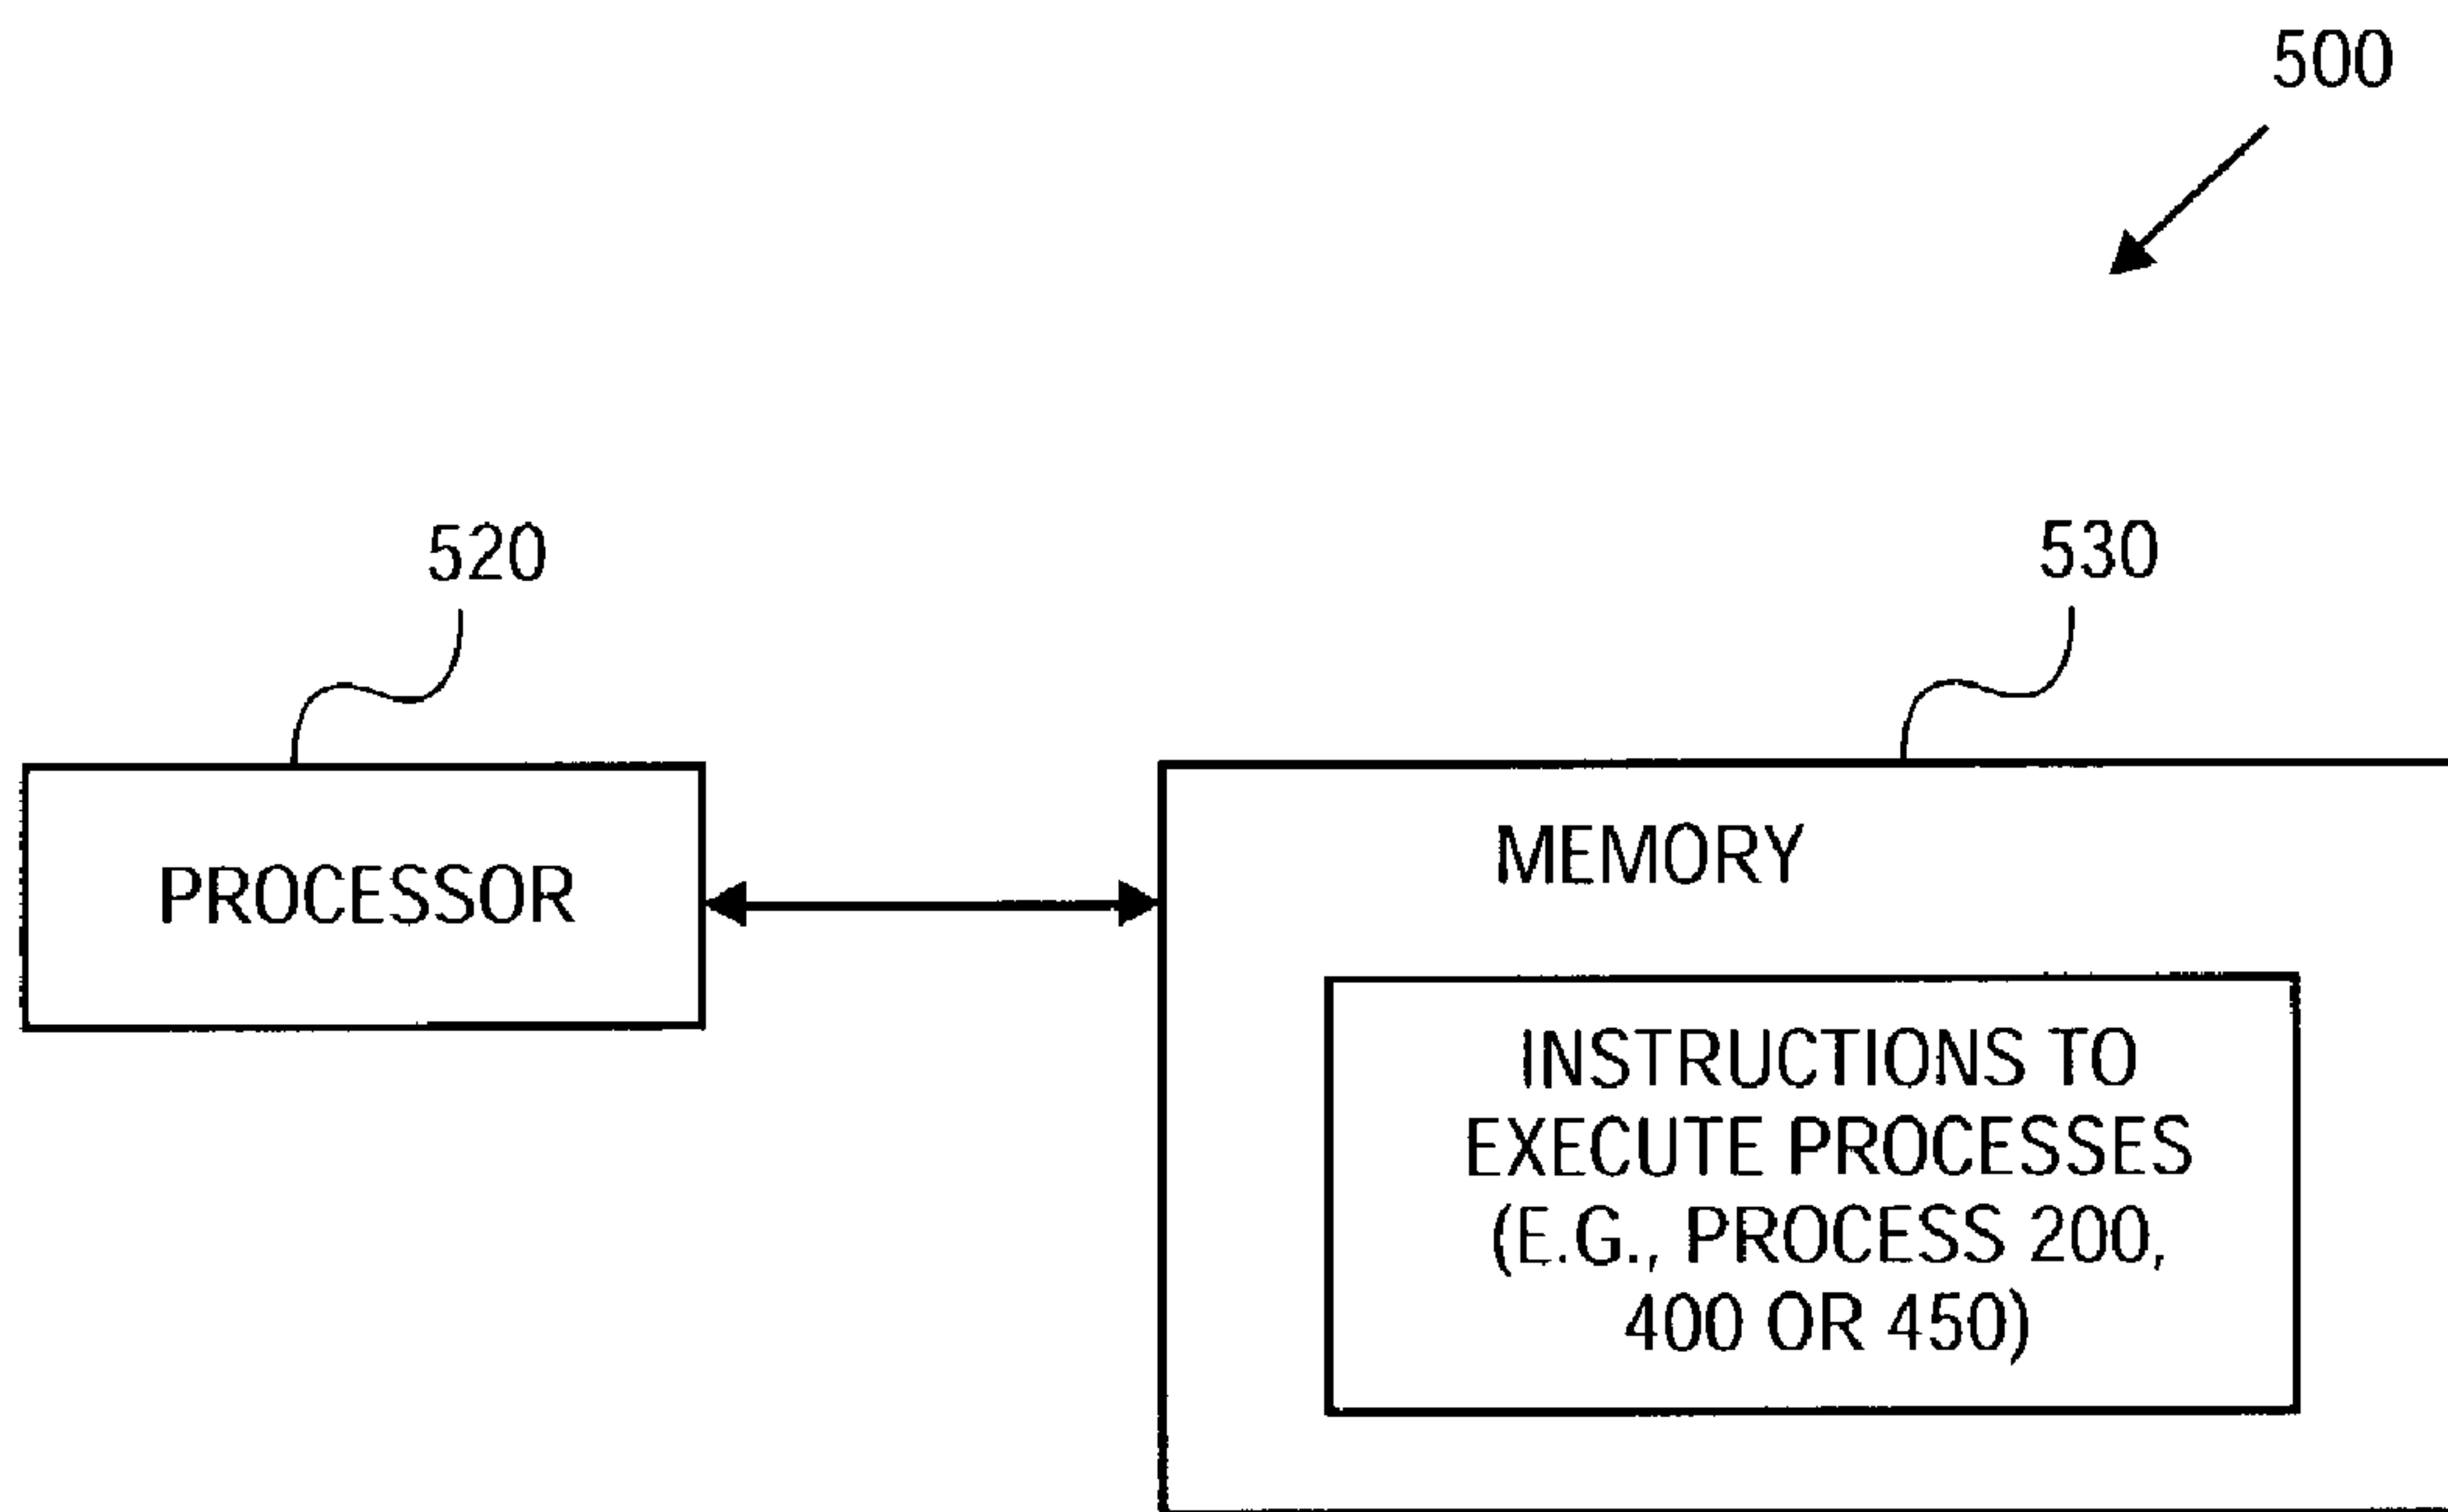 500
520
530
PROCESSOR
MEMORY
INSTRUCTIONS TO
EXECUTE PROCESSES
(E.G., PROCESS 200,
400 OR 450)